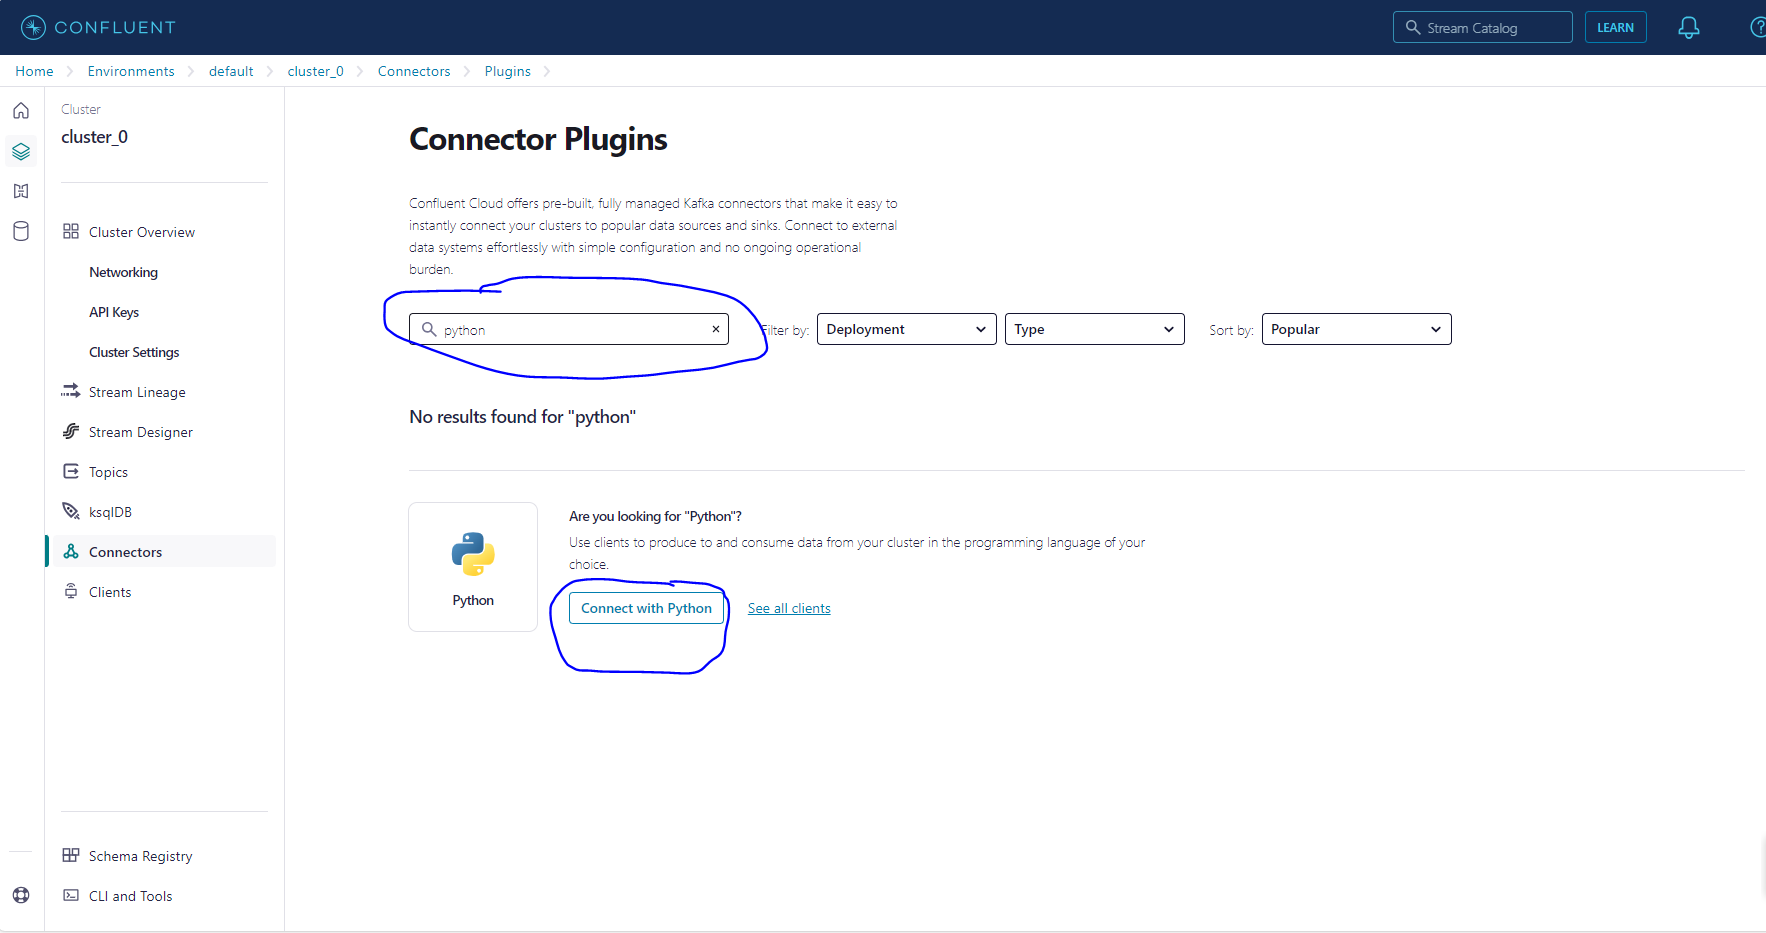 CONFLUENT
Stream Catalog
LEARN
Home
Environments
default
cluster_0
Connectors
Plugins
Cluster
cluster_0
Cluster Overview
Networking
API Keys
Cluster Settings
Stream Lineage
Stream Designer
Topics
ksqlDB
Connectors
Clients
Schema Registry
CLI and Tools
Connector Plugins
Confluent Cloud offers pre-built, fully managed Kafka connectors that make it easy to
instantly connect your clusters to popular data sources and sinks. Connect to external
data systems effortlessly with simple configuration and no ongoing operational
burden.
python
Filter by:
Deployment
Type
Sort by:
Popular
No results found for "python"
Python
Are you looking for "Python"?
Use clients to produce to and consume data from your cluster in the programming language of your
choice.
Connect with Python
See all clients